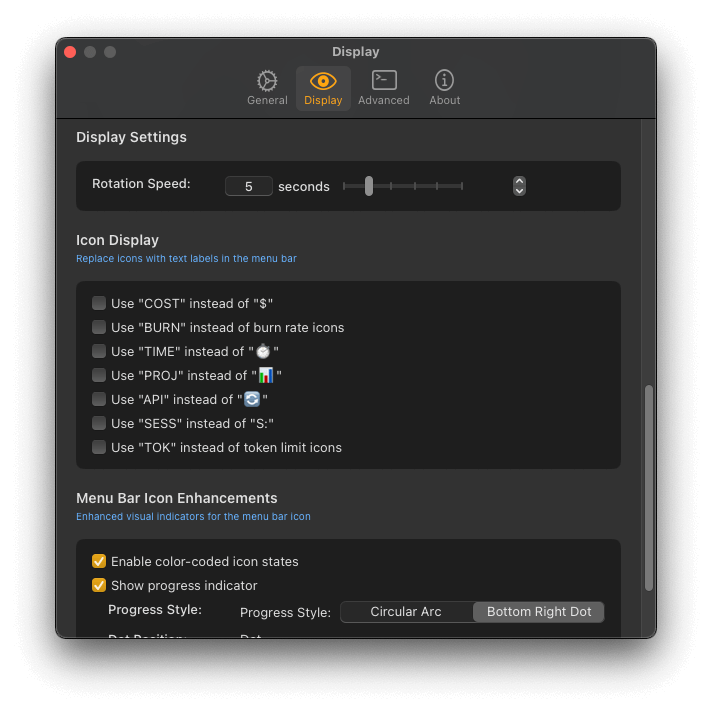 Display
General Display Advanced About
Display Settings
Rotation Speed: 5 seconds
Icon Display
Replace icons with text labels in the menu bar
Use "COST" instead of "$"
Use "BURN" instead of burn rate icons
Use "TIME" instead of "⏱️"
Use "PROJ" instead of "📊"
Use "API" instead of "🔄"
Use "SESS" instead of "S:"
Use "TOK" instead of token limit icons
Menu Bar Icon Enhancements
Enhanced visual indicators for the menu bar icon
Enable color-coded icon states
Show progress indicator
Progress Style: Progress Style: Circular Arc Bottom Right Dot
Dot Position: Dot